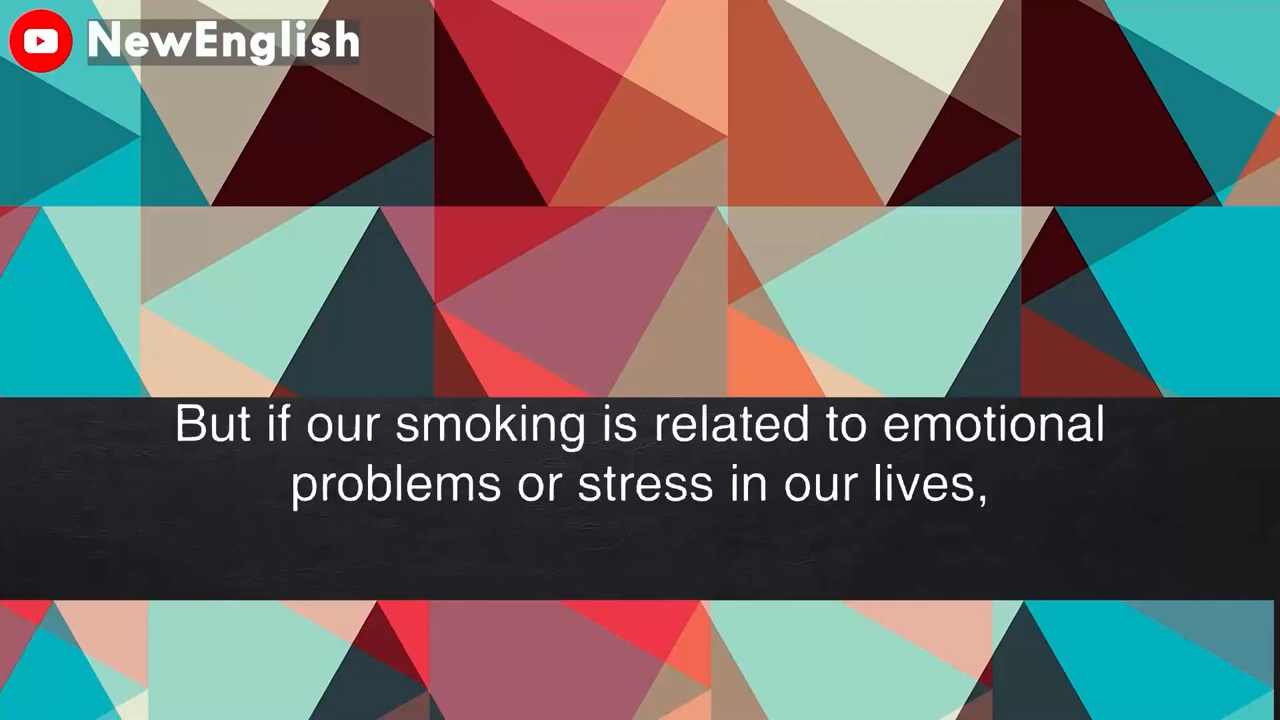 NewEnglish
But if our smoking is related to emotional
problems or stress in our lives,